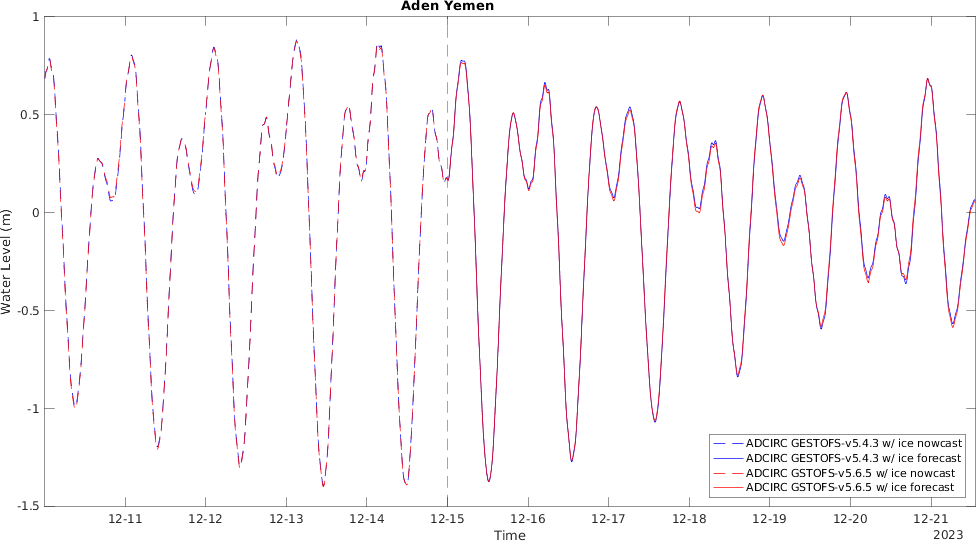 Aden Yemen
1
0.5
0
-0.5
-1
-1.5
Water Level (m)
12-11 12-12 12-13 12-14 12-15 12-16 12-17 12-18 12-19 12-20 12-21
Time
2023
ADCIRC GESTOFS-v5.4.3 w/ ice nowcast
ADCIRC GESTOFS-v5.4.3 w/ ice forecast
ADCIRC GSTOFS-v5.6.5 w/ ice nowcast
ADCIRC GSTOFS-v5.6.5 w/ ice forecast